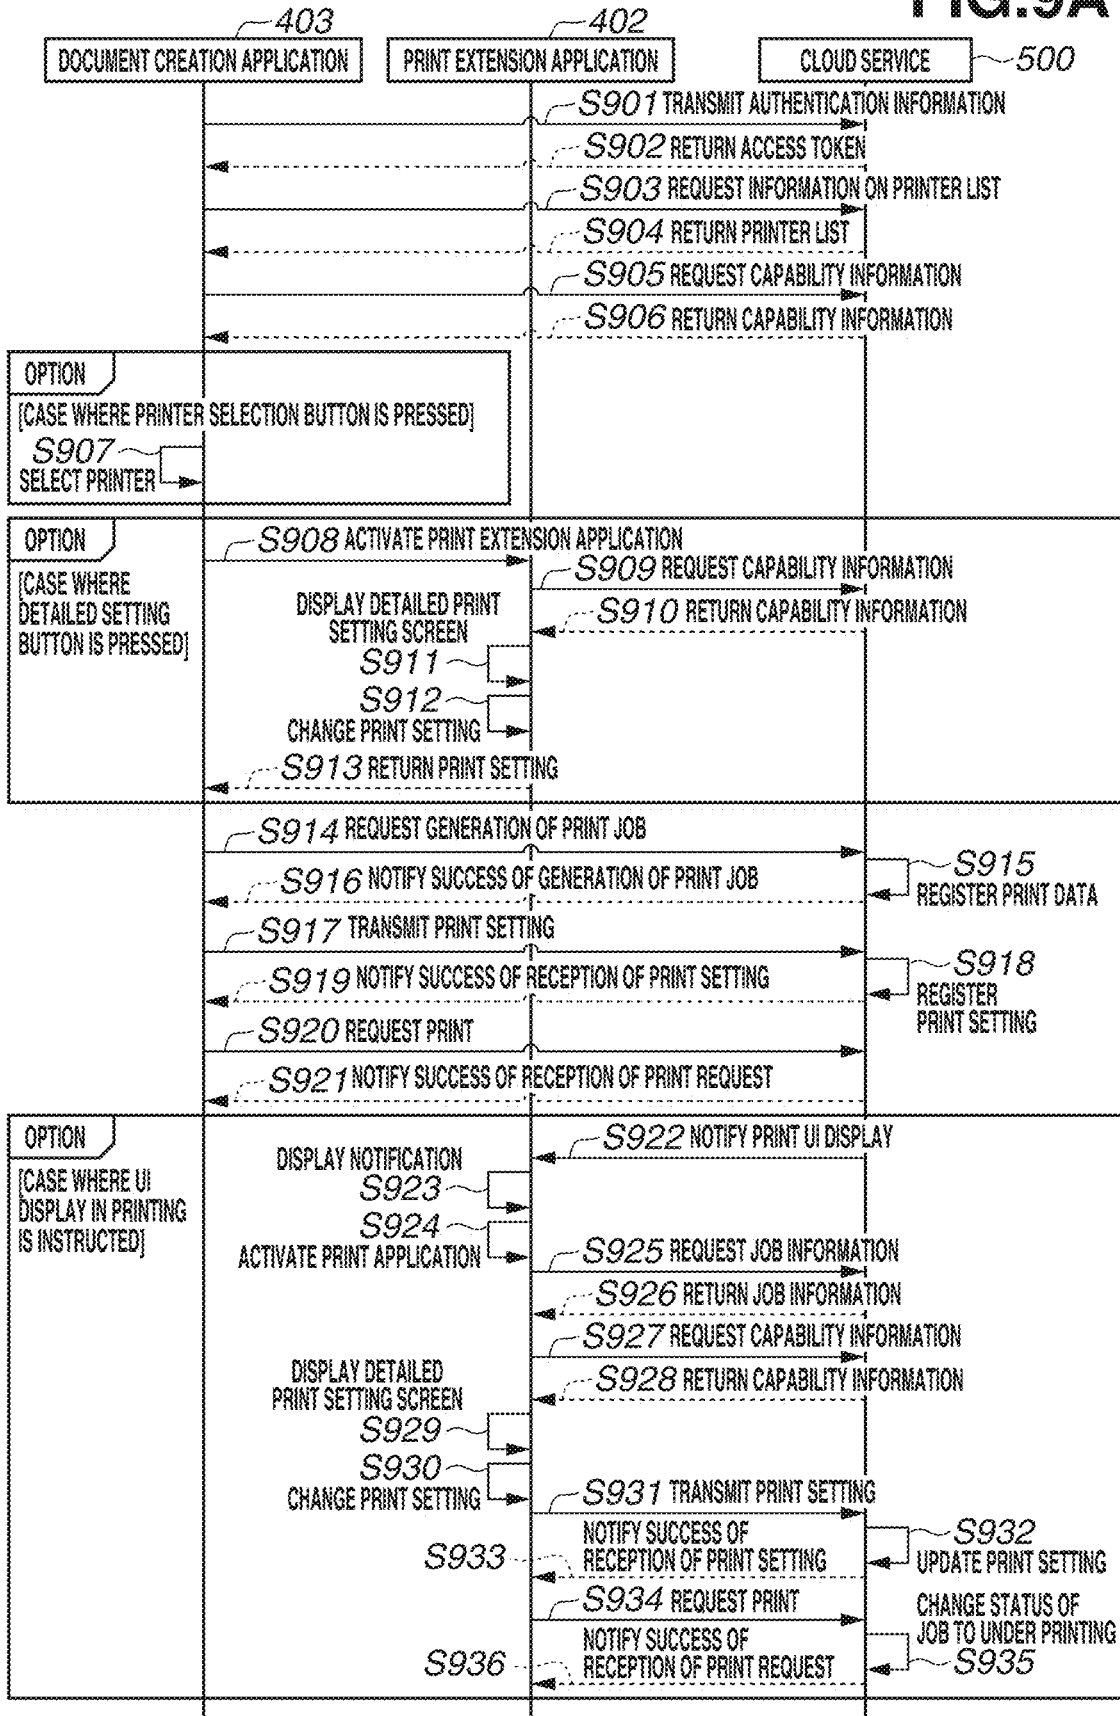 FIG.9A
403
402
DOCUMENT CREATION APPLICATION
PRINT EXTENSION APPLICATION
CLOUD SERVICE
500
S901 TRANSMIT AUTHENTICATION INFORMATION
S902 RETURN ACCESS TOKEN
S903 REQUEST INFORMATION ON PRINTER LIST
S904 RETURN PRINTER LIST
S905 REQUEST CAPABILITY INFORMATION
S906 RETURN CAPABILITY INFORMATION
OPTION
[CASE WHERE PRINTER SELECTION BUTTON IS PRESSED]
S907
SELECT PRINTER
OPTION
[CASE WHERE
DETAILED SETTING
BUTTON IS PRESSED]
S908 ACTIVATE PRINT EXTENSION APPLICATION
S909 REQUEST CAPABILITY INFORMATION
S910 RETURN CAPABILITY INFORMATION
DISPLAY DETAILED PRINT
SETTING SCREEN
S911
S912
CHANGE PRINT SETTING
S913 RETURN PRINT SETTING
S914 REQUEST GENERATION OF PRINT JOB
S915
REGISTER PRINT DATA
S916 NOTIFY SUCCESS OF GENERATION OF PRINT JOB
S917 TRANSMIT PRINT SETTING
S918
REGISTER
PRINT SETTING
S919 NOTIFY SUCCESS OF RECEPTION OF PRINT SETTING
S920 REQUEST PRINT
S921 NOTIFY SUCCESS OF RECEPTION OF PRINT REQUEST
OPTION
[CASE WHERE UI
DISPLAY IN PRINTING
IS INSTRUCTED]
S922 NOTIFY PRINT UI DISPLAY
DISPLAY NOTIFICATION
S923
S924
ACTIVATE PRINT APPLICATION
S925 REQUEST JOB INFORMATION
S926 RETURN JOB INFORMATION
S927 REQUEST CAPABILITY INFORMATION
S928 RETURN CAPABILITY INFORMATION
DISPLAY DETAILED
PRINT SETTING SCREEN
S929
S930
CHANGE PRINT SETTING
S931 TRANSMIT PRINT SETTING
S932
UPDATE PRINT SETTING
NOTIFY SUCCESS OF
RECEPTION OF PRINT SETTING
S933
S934 REQUEST PRINT
CHANGE STATUS OF
JOB TO UNDER PRINTING
S935
NOTIFY SUCCESS OF
RECEPTION OF PRINT REQUEST
S936